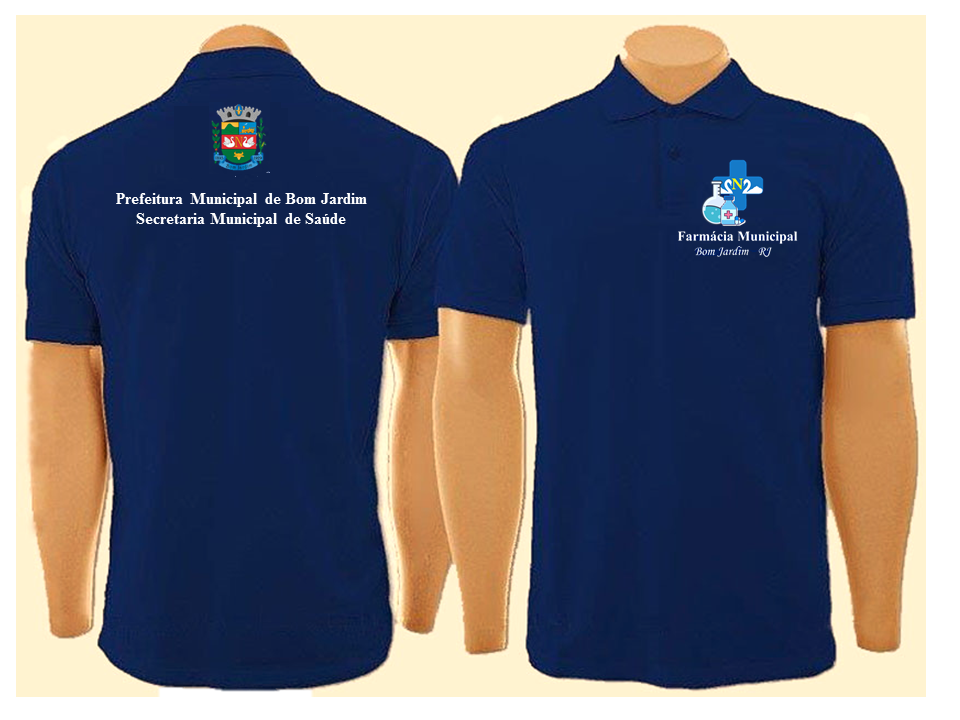 Prefeitura Municipal de Bom Jardim
Secretaria Municipal de Saúde
N
Farmácia Municipal
Bom Jardim RJ